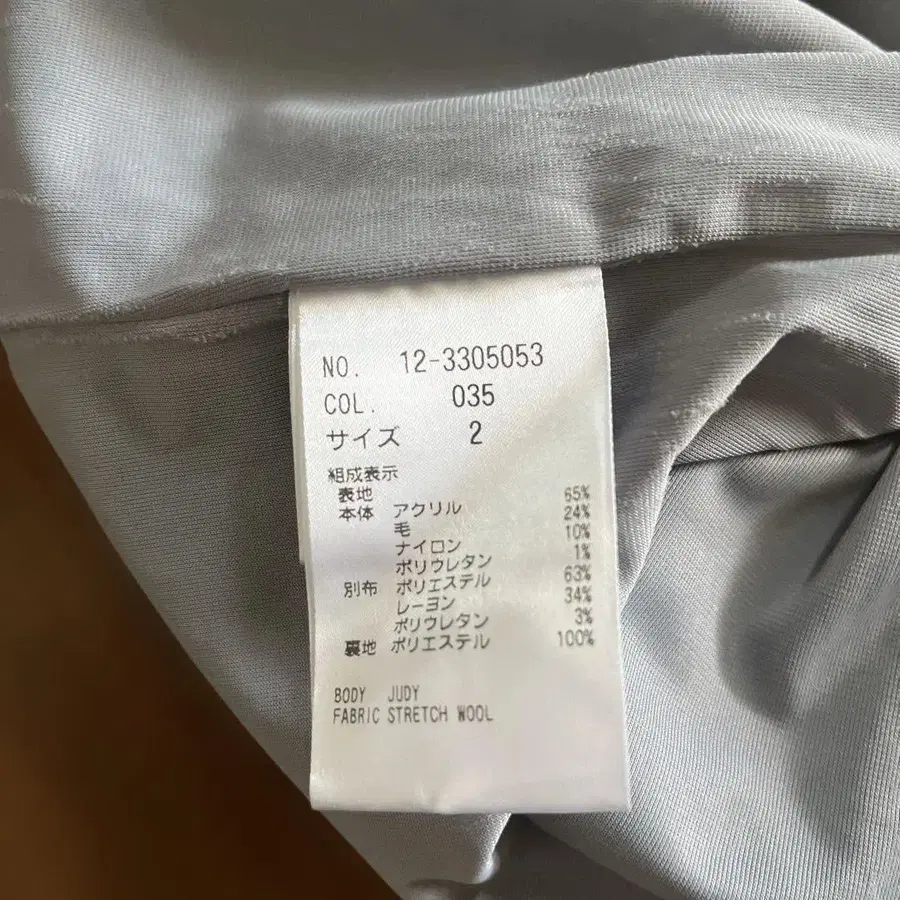 NO. 12-3305053
COL. 035
サイズ 2
組成表示
表地
本体 アクリル 65%
毛 24%
ナイロン 10%
ポリウレタン 1%
別布 ポリエステル 63%
レーヨン 34%
ポリウレタン 3%
裏地 ポリエステル 100%
BODY JUDY
FABRIC STRETCH WOOL